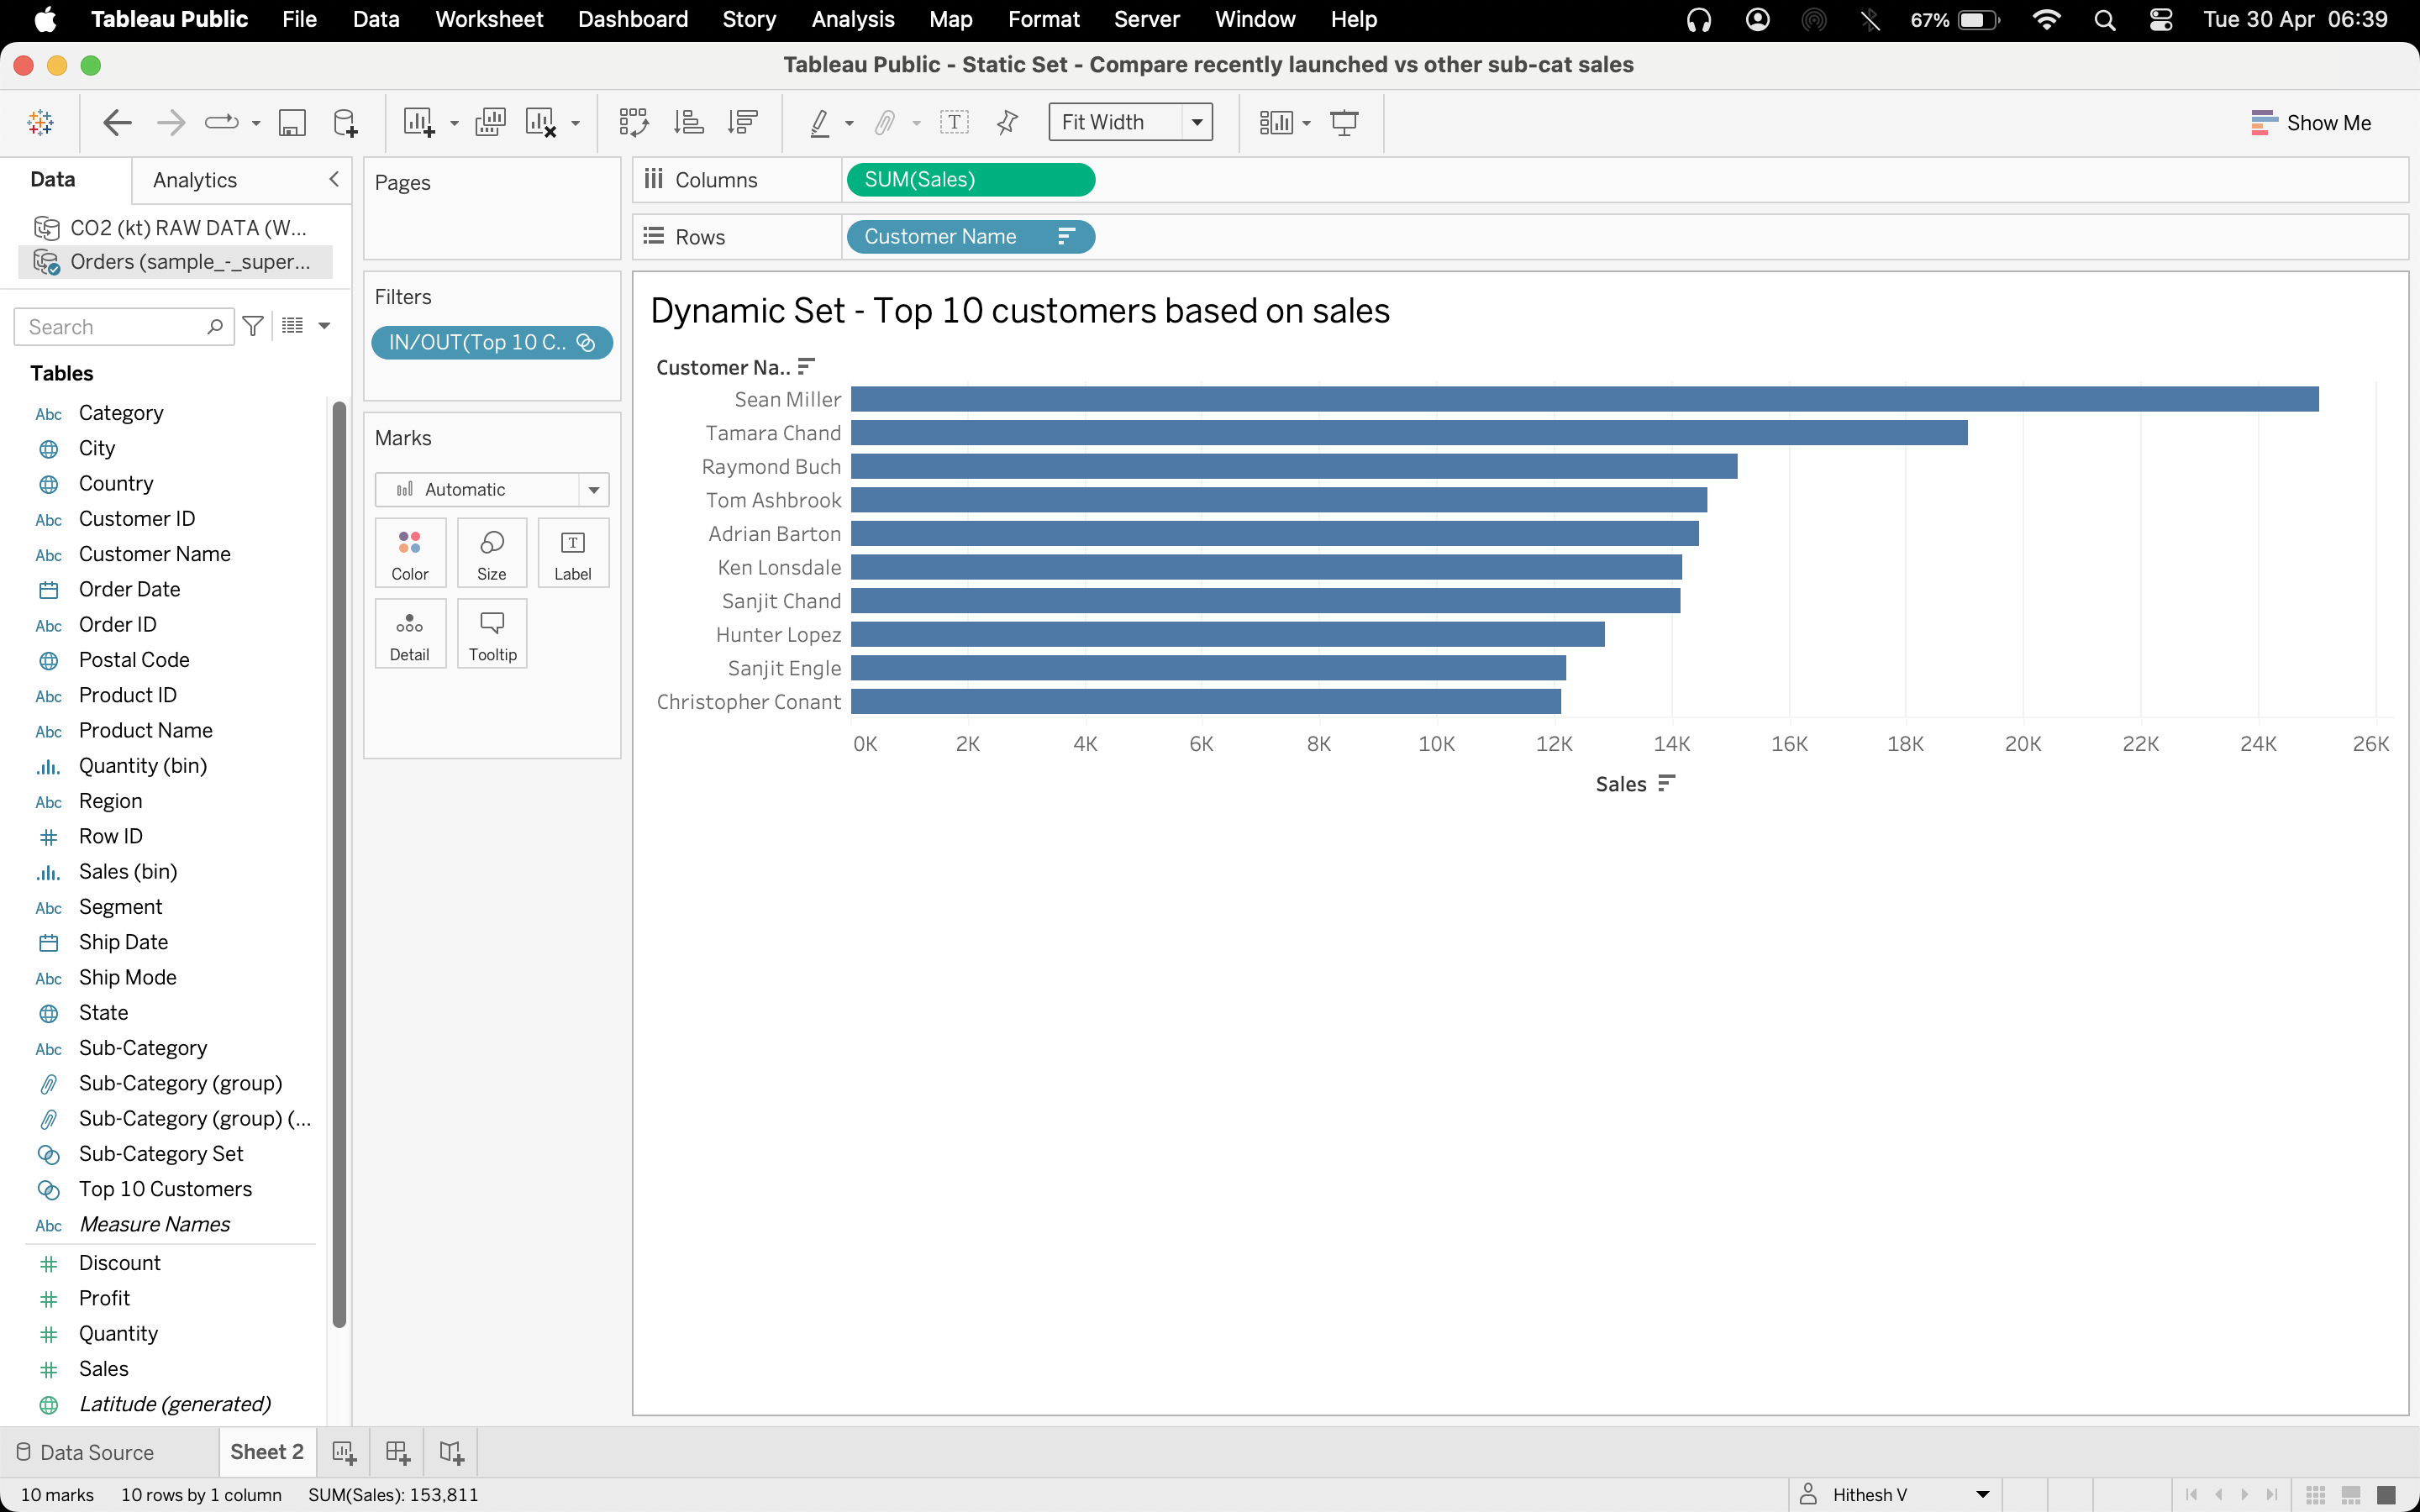 Tableau Public File Data Worksheet Dashboard Story Analysis Map Format Server Window Help 67% Tue 30 Apr 06:39
Tableau Public - Static Set - Compare recently launched vs other sub-cat sales
Fit Width
Show Me
Data
Analytics
CO2 (kt) RAW DATA (W...
Orders (sample_-_super...
Search
Tables
Abc Category
City
Country
Abc Customer ID
Abc Customer Name
Order Date
Abc Order ID
Postal Code
Abc Product ID
Abc Product Name
Quantity (bin)
Abc Region
Row ID
Sales (bin)
Abc Segment
Ship Date
Abc Ship Mode
State
Abc Sub-Category
Sub-Category (group)
Sub-Category (group) (...
Sub-Category Set
Top 10 Customers
Abc Measure Names
Discount
Profit
Quantity
Sales
Latitude (generated)
Pages
Filters
IN/OUT(Top 10 C..
Marks
Automatic
Color Size Label
Detail Tooltip
Columns SUM(Sales)
Rows Customer Name
Dynamic Set - Top 10 customers based on sales
Customer Na..
Sean Miller
Tamara Chand
Raymond Buch
Tom Ashbrook
Adrian Barton
Ken Lonsdale
Sanjit Chand
Hunter Lopez
Sanjit Engle
Christopher Conant
0K 2K 4K 6K 8K 10K 12K 14K 16K 18K 20K 22K 24K 26K
Sales
Data Source Sheet 2
10 marks 10 rows by 1 column SUM(Sales): 153,811 Hithesh V